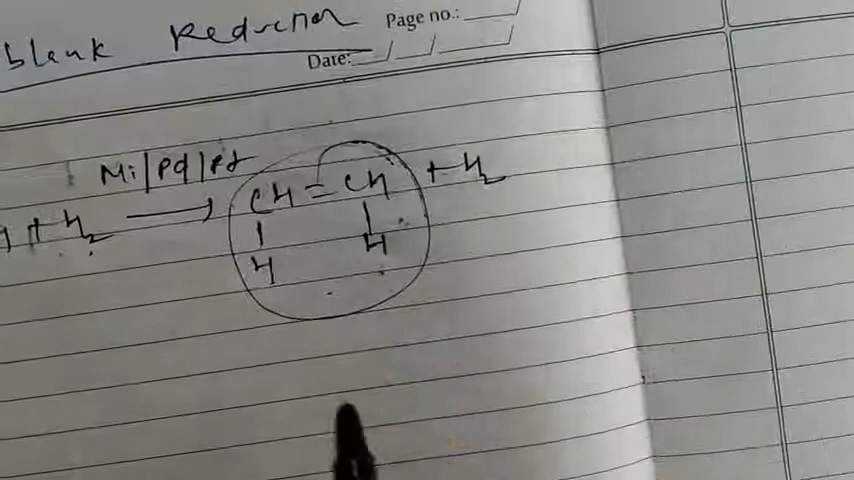 blank Reduction Page no.:
Date:
Ni/Pd/Pt
+ H2 → CH = CH + H2
| |
H H